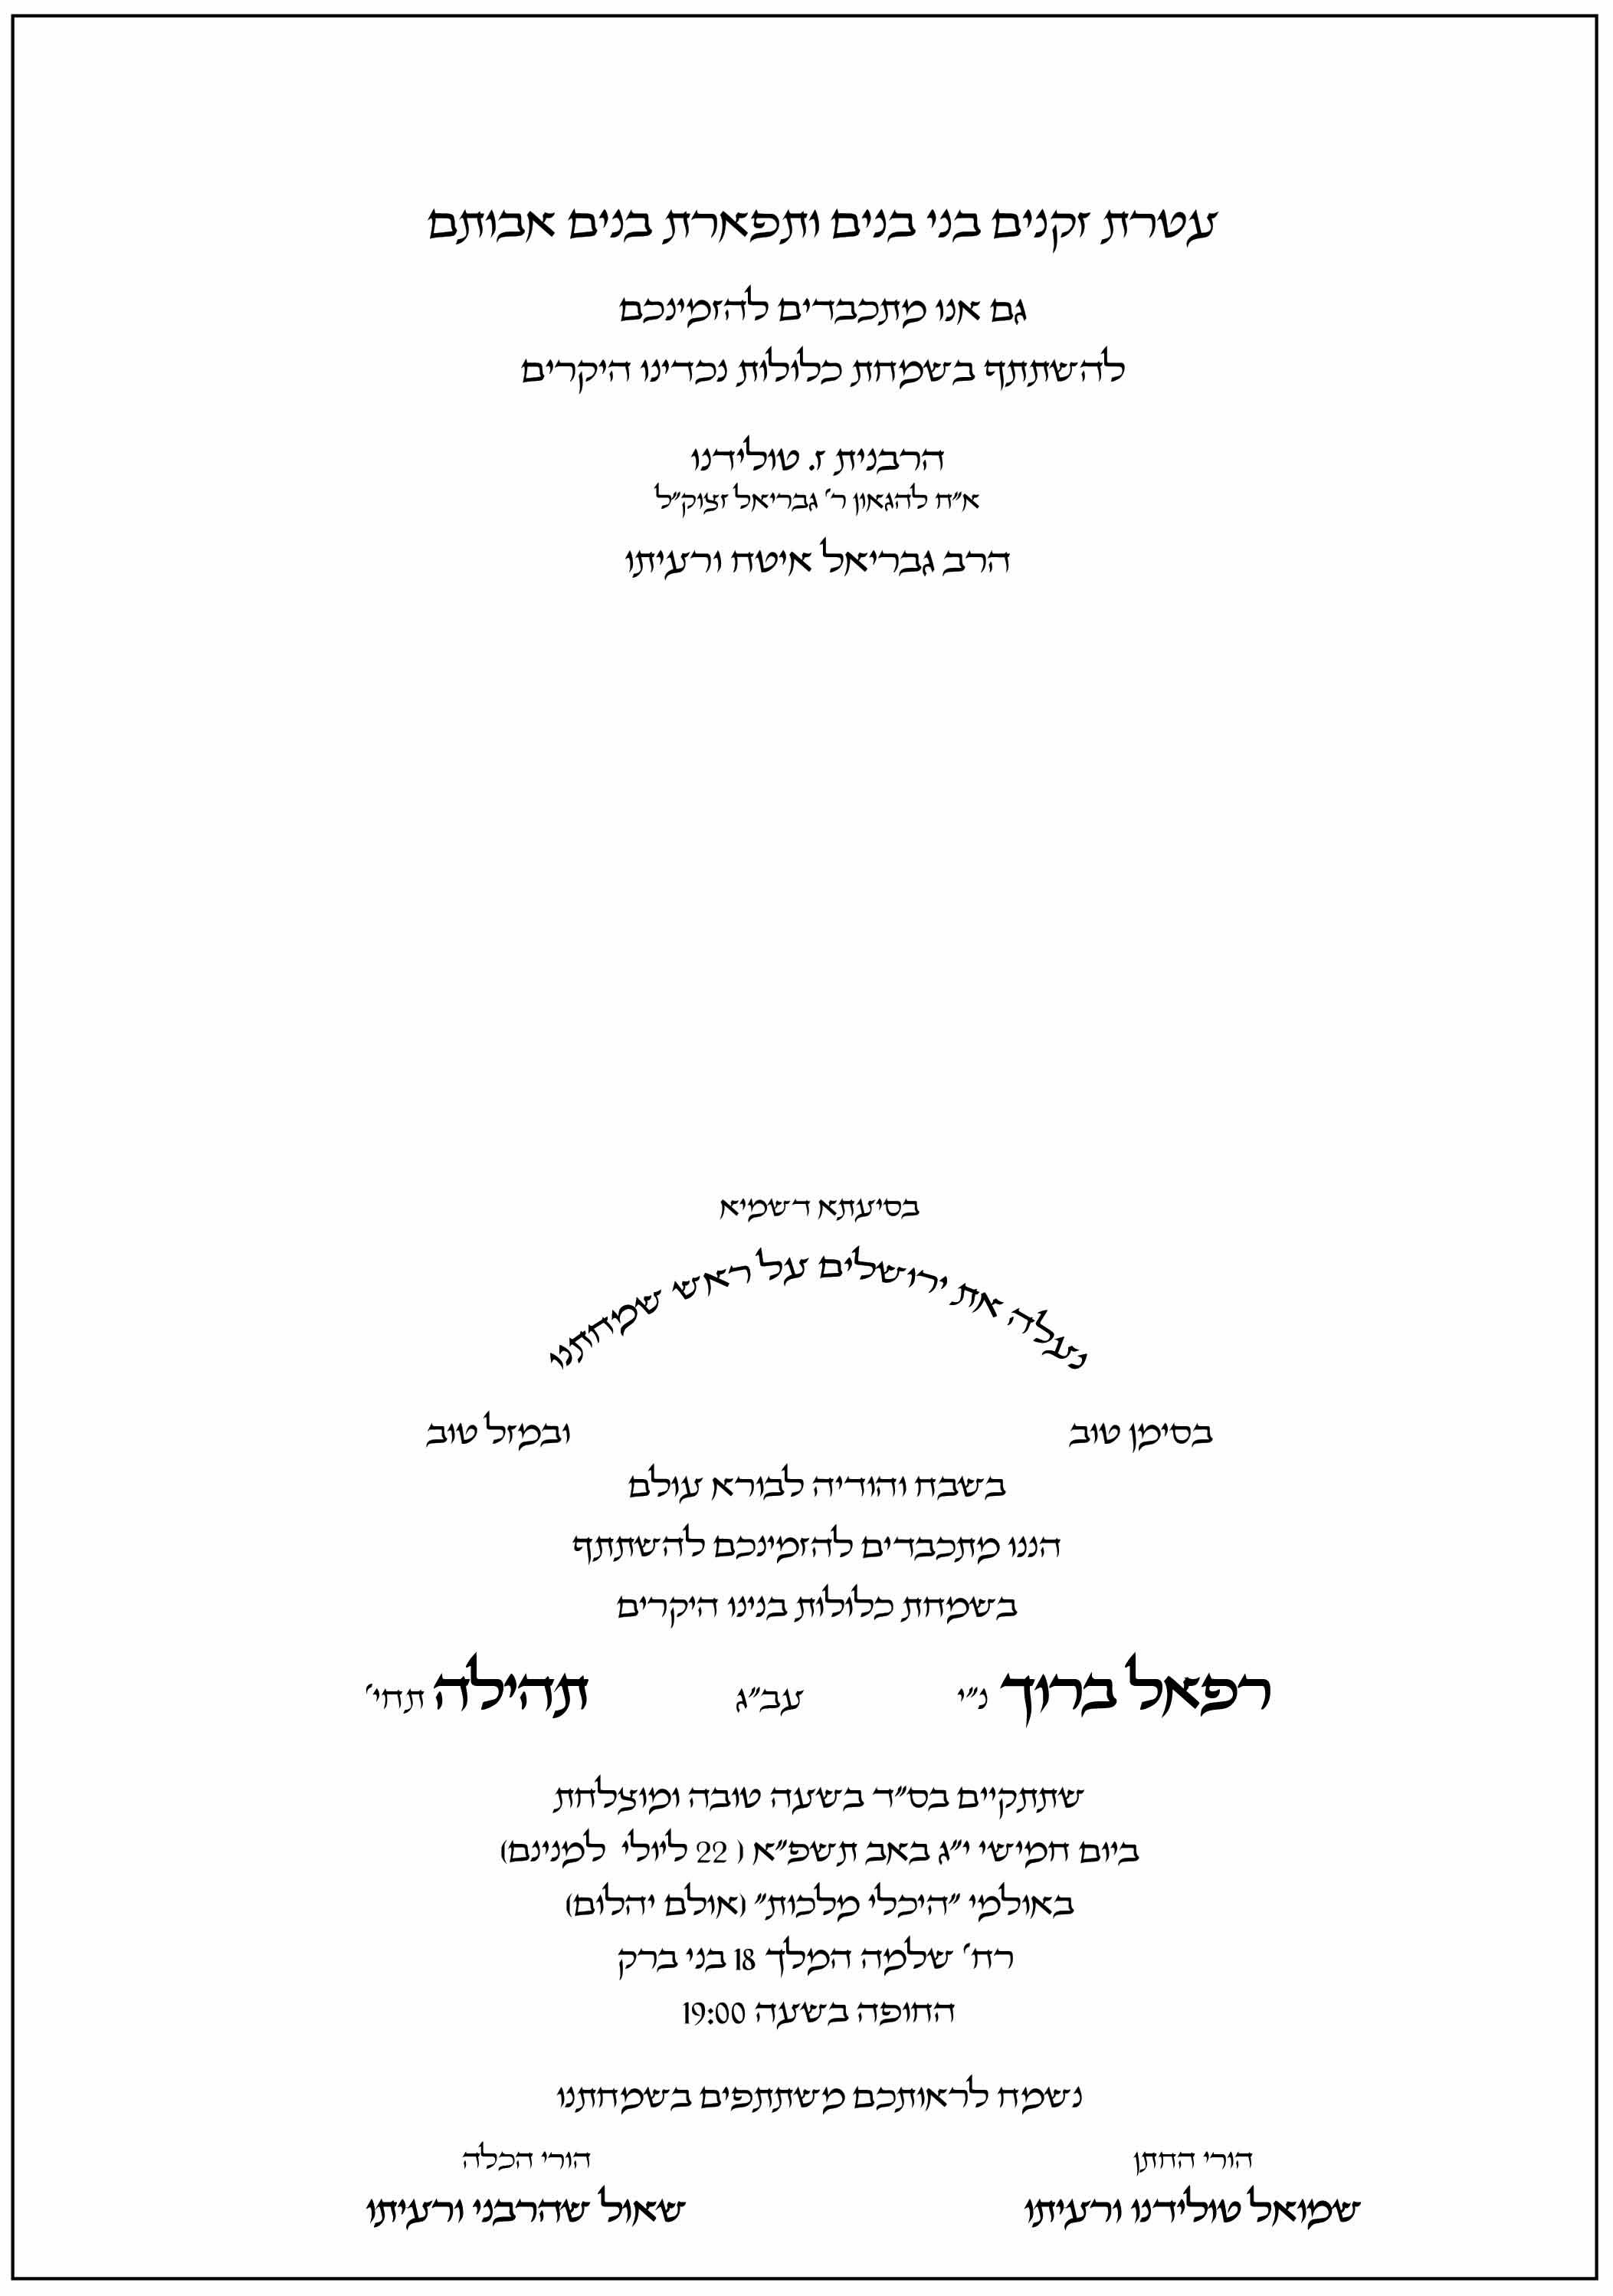 עטרת זקנים בני בנים ותפארת בנים אבותם
גם אנו מתכבדים להזמינכם
להשתתף בשמחת כלולות נכדינו היקרים
הרבנית ז. טולידנו
א"ח להגאון ר' גבריאל זצוק"ל
הרב גבריאל איטח ורעיתו
בסיעתא דשמיא
נעלה את ירושלים על ראש שמחתנו
בסימן טוב ובמזל טוב
בשבח והודיה לבורא עולם
הננו מתכבדים להזמינכם להשתתף
בשמחת כלולות בנינו היקרים
רפאל ברוך נ"י עב"ג תהילה תחי'
שתתקיים בס"ד בשעה טובה ומוצלחת
ביום חמישי י"ג באב תשפ"א ( 22 ליולי למנינם)
באולמי "היכלי מלכות" (אולם יהלום)
רח' שלמה המלך 18 בני ברק
החופה בשעה 19:00
נשמח לראותכם משתתפים בשמחתנו
הורי החתן הורי הכלה
שמואל טולידנו ורעיתו שאול שהרבני ורעיתו